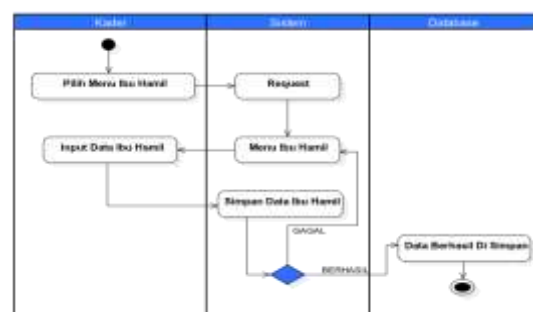 Kader
Sistem
Database
Pilih Menu Ibu Hamil
Request
Input Data Ibu Hamil
Menu Ibu Hamil
Simpan Data Ibu Hamil
GAGAL
BERHASIL
Data Berhasil Di Simpan